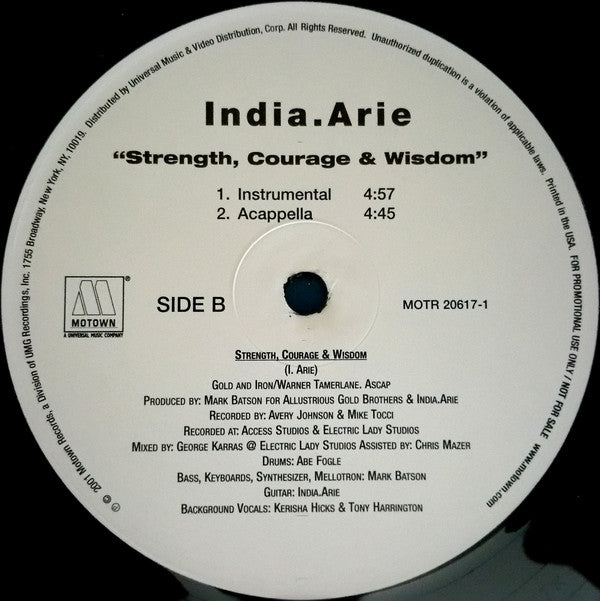 India.Arie
“Strength, Courage & Wisdom”
1. Instrumental 4:57
2. Acappella 4:45
MOTOWN®
A UNIVERSAL MUSIC COMPANY
SIDE B
MOTR 20617-1
STRENGTH, COURAGE & WISDOM
(I. ARIE)
GOLD AND IRON/WARNER TAMERLANE. ASCAP
PRODUCED BY: MARK BATSON FOR ALLUSTRIOUS GOLD BROTHERS & INDIA.ARIE
RECORDED BY: AVERY JOHNSON & MIKE TOCCI
RECORDED AT: ACCESS STUDIOS & ELECTRIC LADY STUDIOS
MIXED BY: GEORGE KARRAS @ ELECTRIC LADY STUDIOS ASSISTED BY: CHRIS MAZER
DRUMS: ABE FOGLE
BASS, KEYBOARDS, SYNTHESIZER, MELLOTRON: MARK BATSON
GUITAR: INDIA.ARIE
BACKGROUND VOCALS: KERISHA HICKS & TONY HARRINGTON
℗ © 2001 Motown Records, a Division of UMG Recordings, Inc. 1755 Broadway, New York, NY, 10019. Distributed by Universal Music & Video Distribution, Corp. All Rights Reserved. Unauthorized duplication is a violation of applicable laws. Printed in the USA. FOR PROMOTIONAL USE ONLY / NOT FOR SALE www.motown.com